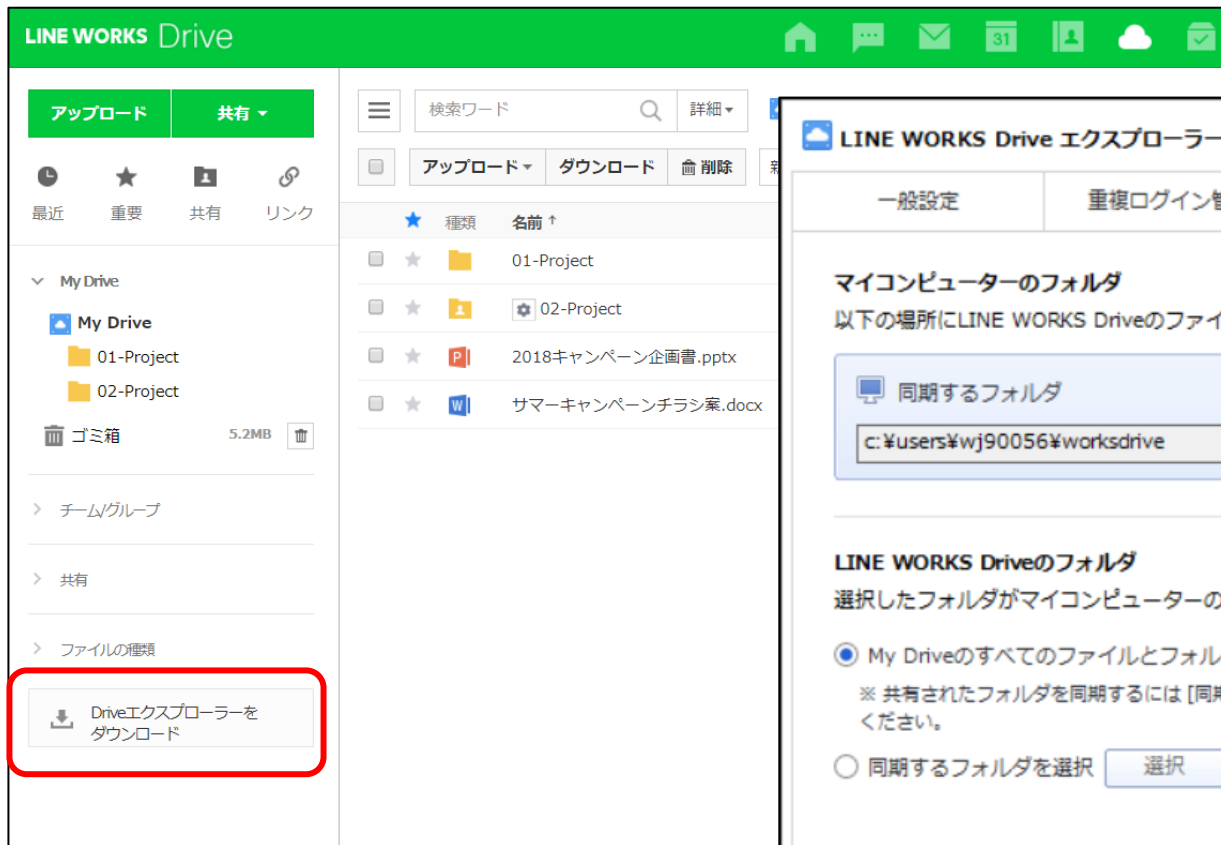 LINE WORKS Drive
31
アップロード 共有
最近 重要 共有 リンク
My Drive
My Drive
01-Project
02-Project
ゴミ箱 5.2MB
チーム/グループ
共有
ファイルの種類
Driveエクスプローラーを
ダウンロード
検索ワード 詳細
アップロード ダウンロード 削除
種類 名前 ↑
01-Project
02-Project
P 2018キャンペーン企画書.pptx
W サマーキャンペーンチラシ案.docx
LINE WORKS Drive エクスプローラー
一般設定 重複ログイン
マイコンピューターのフォルダ
以下の場所にLINE WORKS Driveのファイ
同期するフォルダ
c:¥users¥wj90056¥worksdrive
LINE WORKS Driveのフォルダ
選択したフォルダがマイコンピューターの
My Driveのすべてのファイルとフォル
※ 共有されたフォルダを同期するには [同期
ください。
同期するフォルダを選択 選択